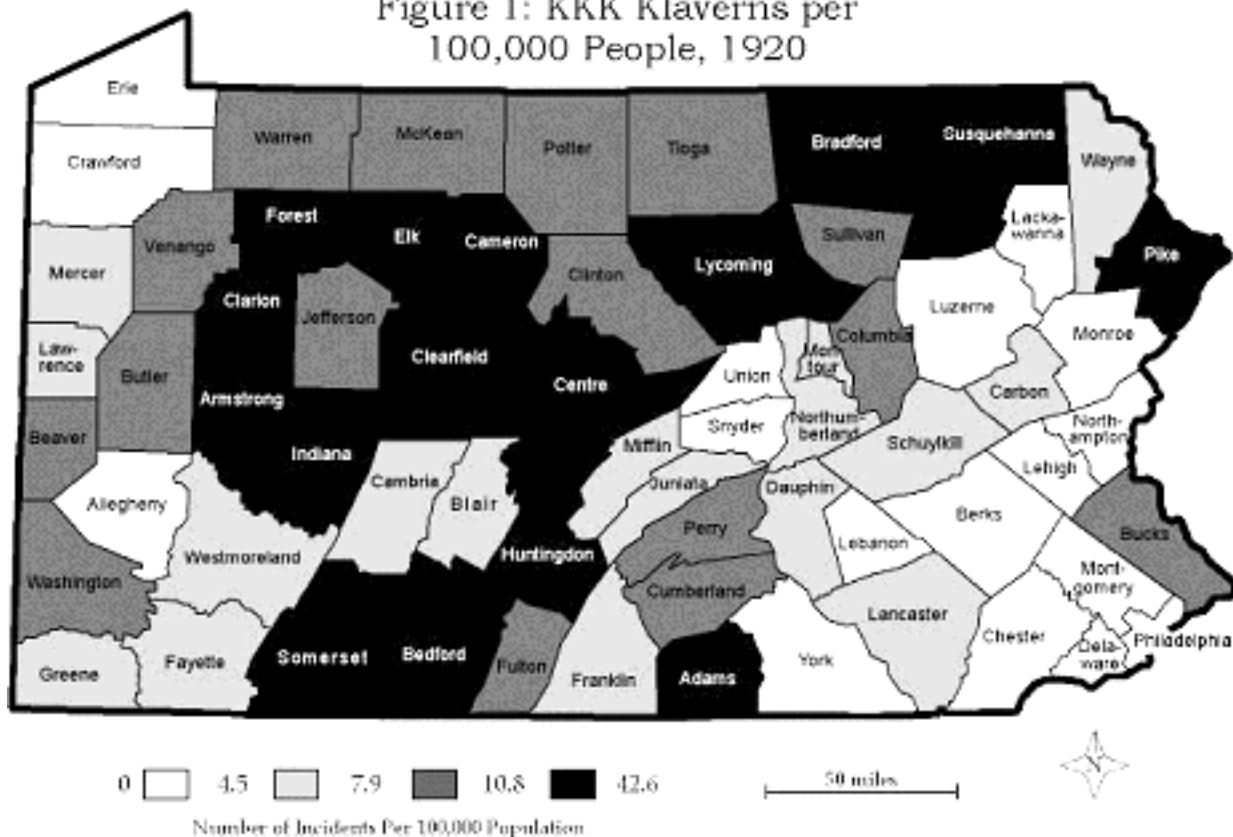 Figure 1: KKK Klaverns per
100,000 People, 1920
Erie
Crawford
Warren
McKean
Potter
Tioga
Bradford
Susquehanna
Wayne
Forest
Elk
Cameron
Venango
Mercer
Clarion
Jefferson
Clinton
Lycoming
Sullivan
Lacka-
wanna
Pike
Luzerne
Monroe
Columbia
Mon-
tour
Law-
rence
Butler
Clearfield
Centre
Union
Armstrong
Snyder
Northum-
berland
Carbon
Schuylkill
North-
ampton
Lehigh
Beaver
Indiana
Mifflin
Cambria
Blair
Juniata
Dauphin
Allegheny
Westmoreland
Huntingdon
Perry
Lebanon
Berks
Bucks
Washington
Cumberland
Lancaster
Mont-
gomery
Greene
Fayette
Somerset
Bedford
Fulton
Franklin
Adams
York
Chester
Dela-
ware
Philadelphia
0 4.5 7.9 10.8 42.6
50 miles
N
Number of Incidents Per 100,000 Population